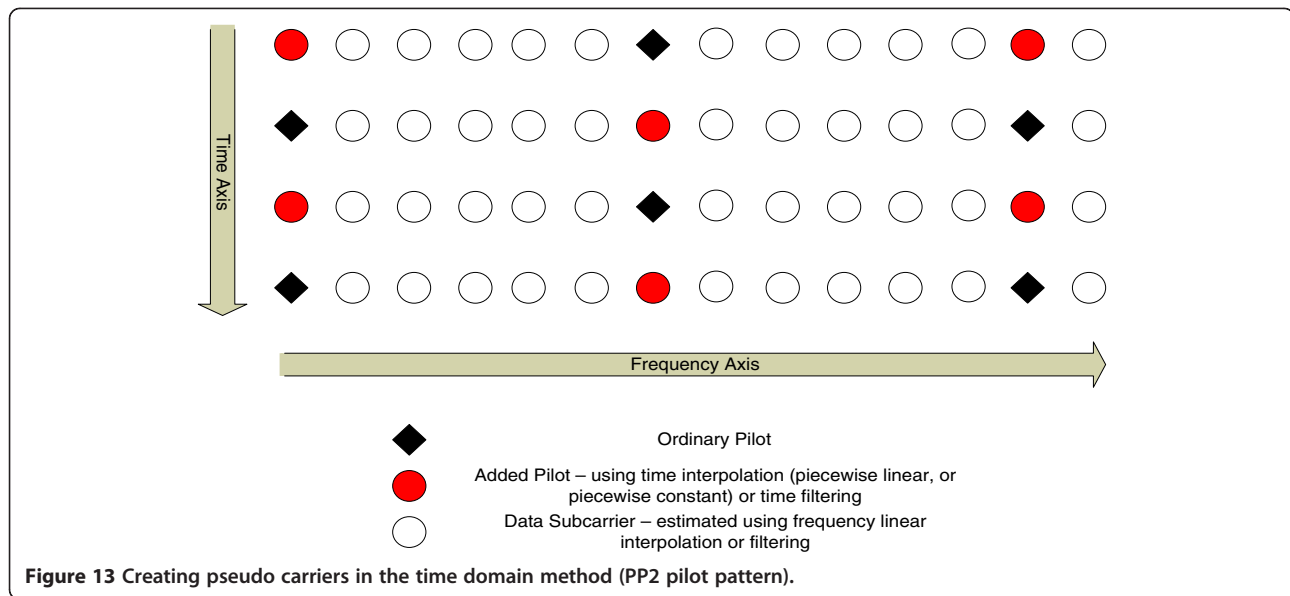 Time Axis
Frequency Axis
Ordinary Pilot
Added Pilot – using time interpolation (piecewise linear, or
piecewise constant) or time filtering
Data Subcarrier – estimated using frequency linear
interpolation or filtering
Figure 13 Creating pseudo carriers in the time domain method (PP2 pilot pattern).